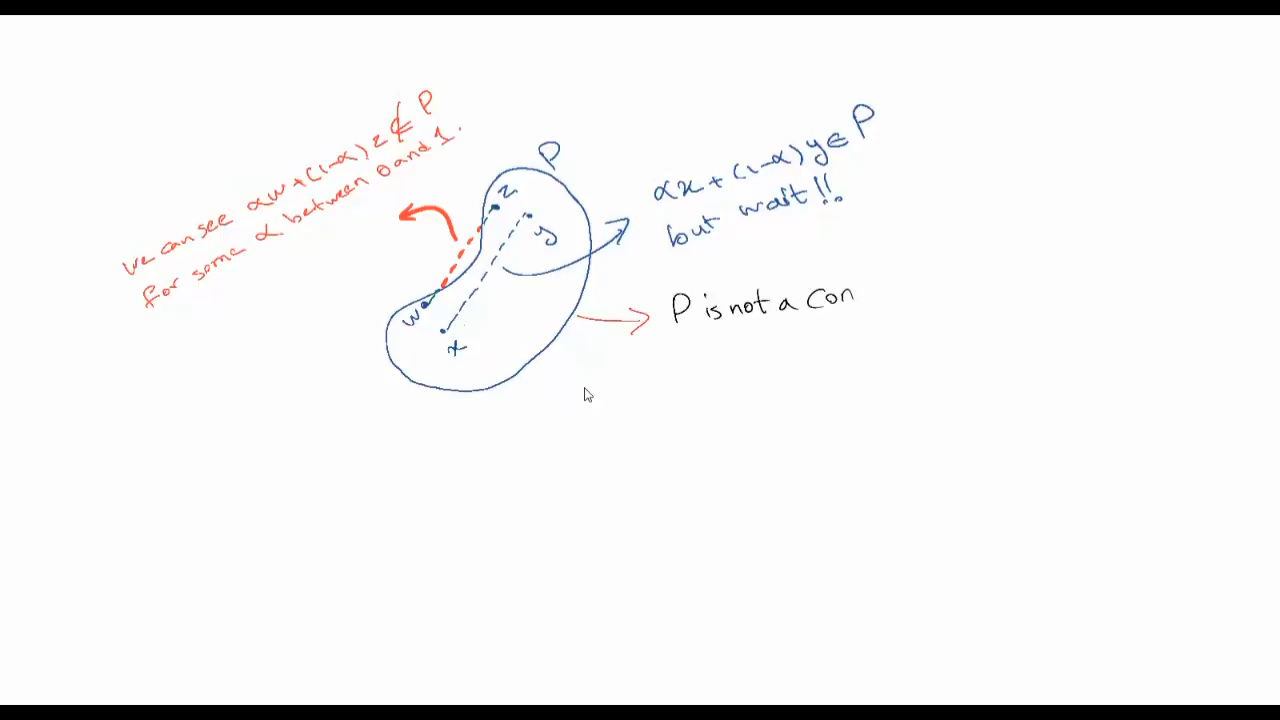 we can see αw + (1-α) z ∉ P
for some α between 0 and 1.
P
z
y
w
x
αx + (1-α) y ∈ P
but wait!!
P is not a con